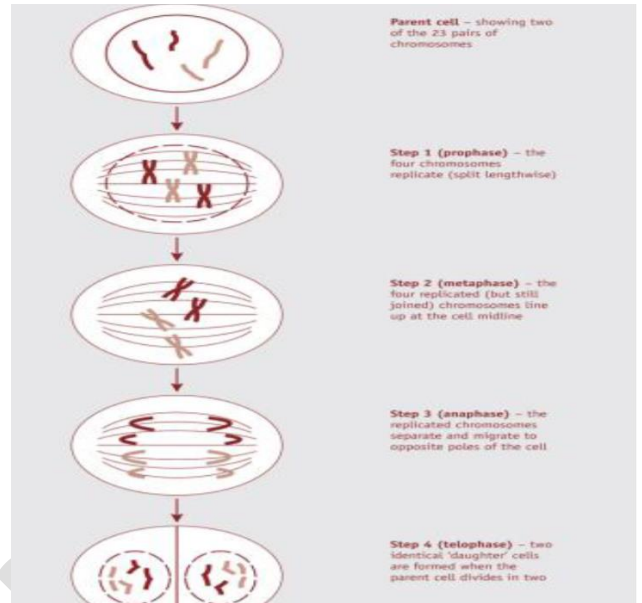 Parent cell – showing two
of the 23 pairs of
chromosomes
Step 1 (prophase) – the
four chromosomes
replicate (split lengthwise)
Step 2 (metaphase) – the
four replicated (but still
joined) chromosomes line
up at the cell midline
Step 3 (anaphase) – the
replicated chromosomes
separate and migrate to
opposite poles of the cell
Step 4 (telophase) – two
identical 'daughter' cells
are formed when the
parent cell divides in two